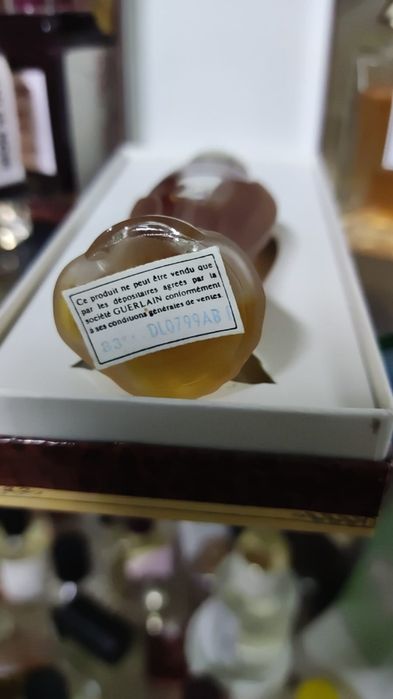 Ce produit ne peut être vendu que
par les dépositaires agréés par la
société GUERLAIN conformément
à ses conditions générales de ventes.
DL0799AB